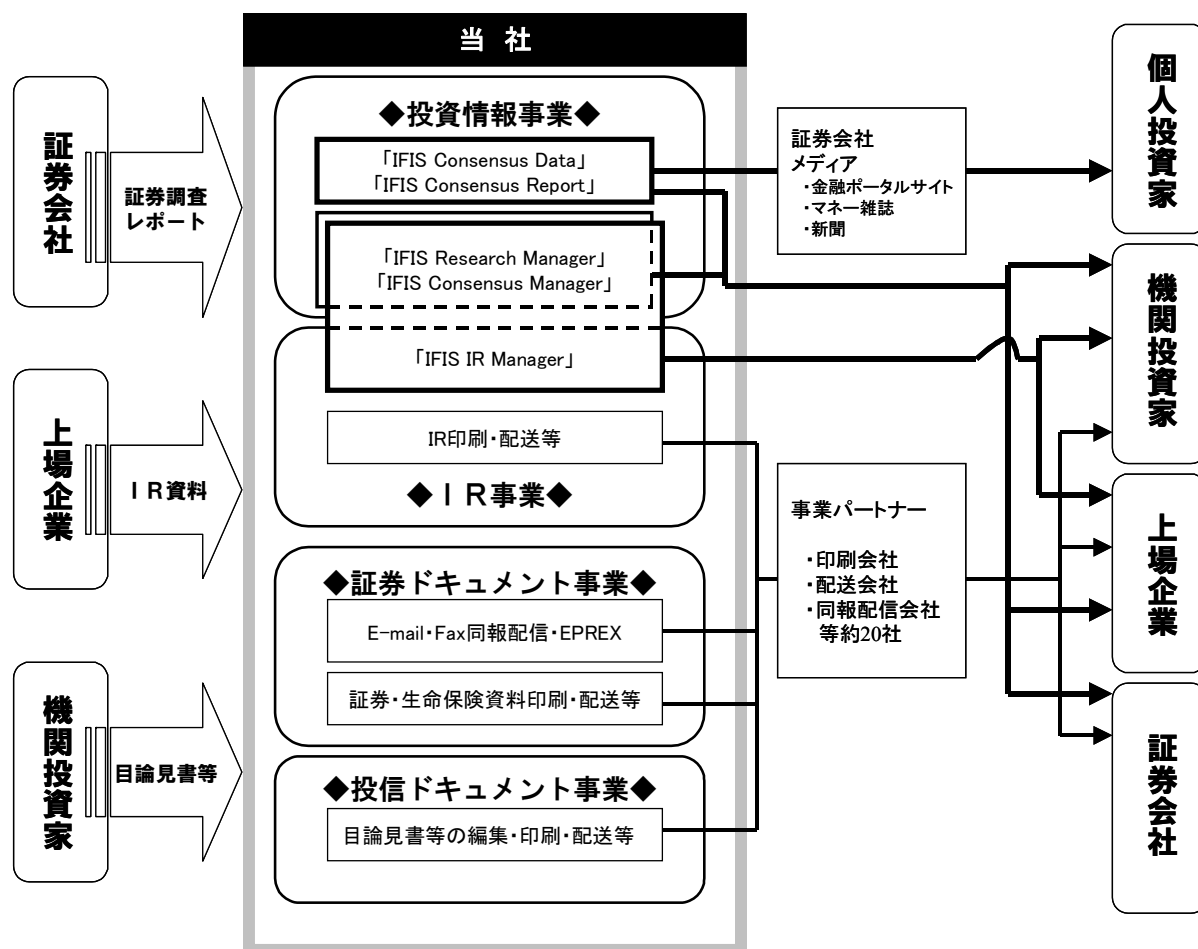 当 社
証券会社
証券調査
レポート
上場企業
ＩＲ資料
機関投資家
目論見書等
◆投資情報事業◆
「IFIS Consensus Data」
「IFIS Consensus Report」
「IFIS Research Manager」
「IFIS Consensus Manager」
「IFIS IR Manager」
IR印刷・配送等
◆ＩＲ事業◆
◆証券ドキュメント事業◆
E-mail・Fax同報配信・EPREX
証券・生命保険資料印刷・配送等
◆投信ドキュメント事業◆
目論見書等の編集・印刷・配送等
証券会社
メディア
・金融ポータルサイト
・マネー雑誌
・新聞
事業パートナー
・印刷会社
・配送会社
・同報配信会社
等約20社
個人投資家
機関投資家
上場企業
証券会社